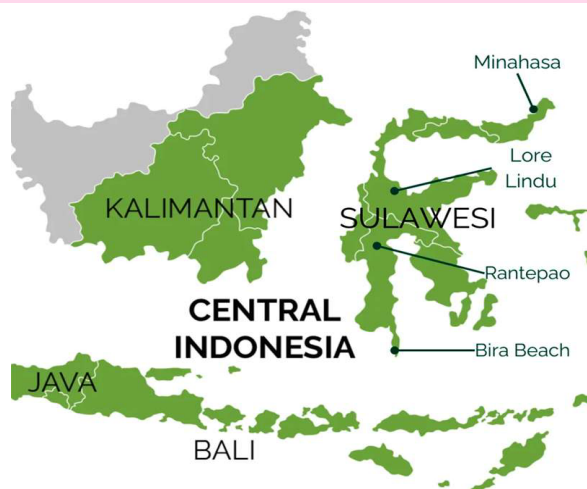 Minahasa
Lore
Lindu
KALIMANTAN
SULAWESI
Rantepao
CENTRAL
INDONESIA
Bira Beach
JAVA
BALI